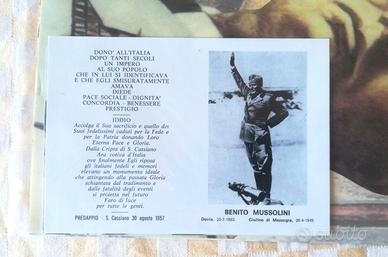 DONO' ALL'ITALIA
DOPO TANTI SECOLI
UN IMPERO
AL SUO POPOLO
CHE IN LUI SI IDENTIFICAVA
E CHE EGLI SMISURATAMENTE
AMAVA
DIEDE
PACE SOCIALE - DIGNITA'
CONCORDIA - BENESSERE
PRESTIGIO
IDDIO
Accolga il Suo sacrificio e quello dei
Suoi fedelissimi caduti per la Fede e
per la Patria donando Loro
Eterna Pace e Gloria.
Dalla Cripta di S. Cassiano
Ara votiva d'Italia
ove finalmente Egli riposa
gli italiani fedeli e memori
elevano un monumento ideale
che attingendo alla passata Gloria
schiantata dal tradimento e
dalle fatalità degli eventi
si proietta nel futuro
Faro di luce
per tutte le genti.
PREDAPPIO - S. Cassiano 30 agosto 1957
BENITO MUSSOLINI
Dovia, 29-7-1883 Giulino di Mezzegra, 28-4-1945
subito